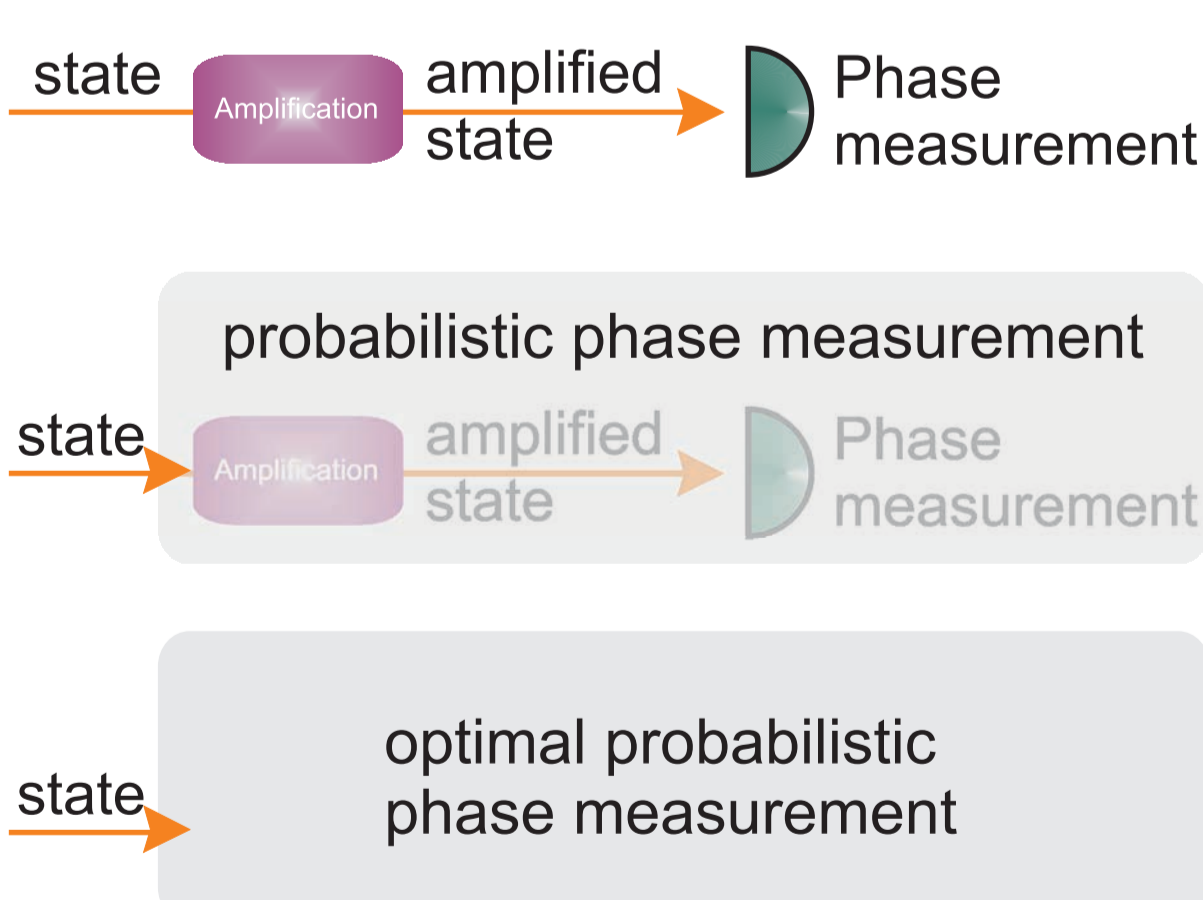 state
Amplification
amplified
state
Phase
measurement
probabilistic phase measurement
state
Amplification
amplified
state
Phase
measurement
optimal probabilistic
phase measurement
state